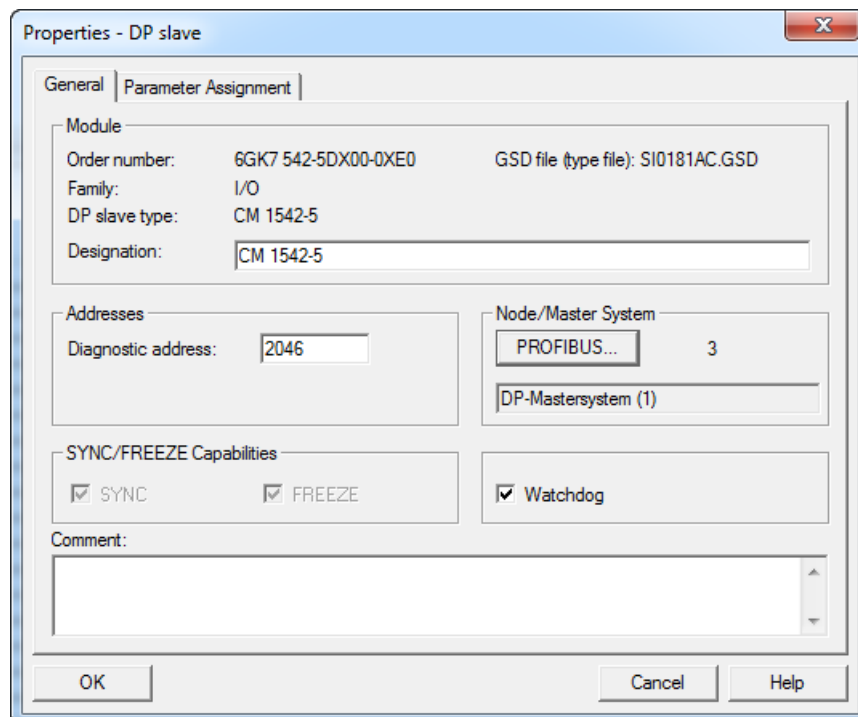 Properties - DP slave
General Parameter Assignment
Module
Order number: 6GK7 542-5DX00-0XE0 GSD file (type file): SI0181AC.GSD
Family: I/O
DP slave type: CM 1542-5
Designation: CM 1542-5
Addresses
Diagnostic address: 2046
Node/Master System
PROFIBUS... 3
DP-Mastersystem (1)
SYNC/FREEZE Capabilities
SYNC FREEZE
Watchdog
Comment:
OK Cancel Help